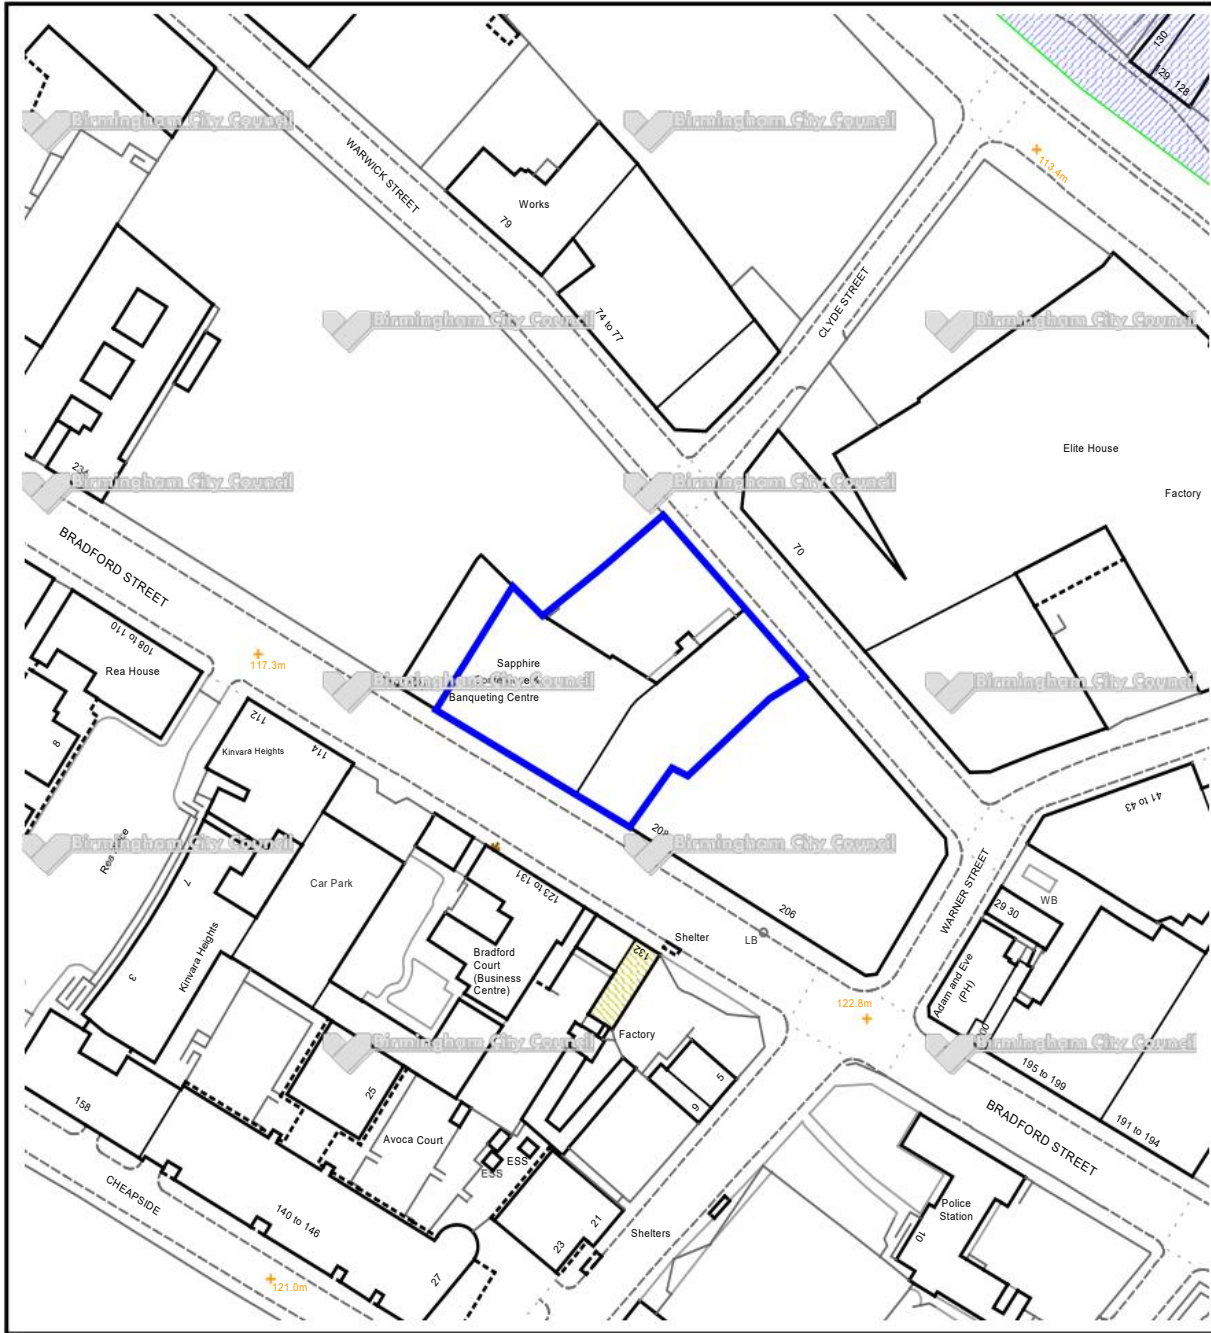 130
129 128
Birmingham City Council
Birmingham City Council
113.4m
WARWICK STREET
Works
79
CLYDE STREET
74 to 77
Birmingham City Council
Birmingham City Council
Elite House
Factory
Birmingham City Council
Birmingham City Council
BRADFORD STREET
70
108 to 110
Rea House
117.3m
Sapphire
Banqueting Centre
Birmingham City Council
Birmingham City Council
112
114
Kinvara Heights
8
41 to 43
Birmingham City Council
Birmingham City Council
7
Car Park
123 to 131
206
WARNER STREET
WB
29 30
Shelter
LB
132
Bradford
Court
(Business
Centre)
Kinvara Heights
3
Adam and Eve
(PH)
122.8m
Factory
Birmingham City Council
Birmingham City Council
195 to 199
5
9
25
158
Avoca Court
ESS
ESS
BRADFORD STREET
191 to 194
CHEAPSIDE
140 to 146
21
23
Shelters
Police
Station
10
27
121.0m